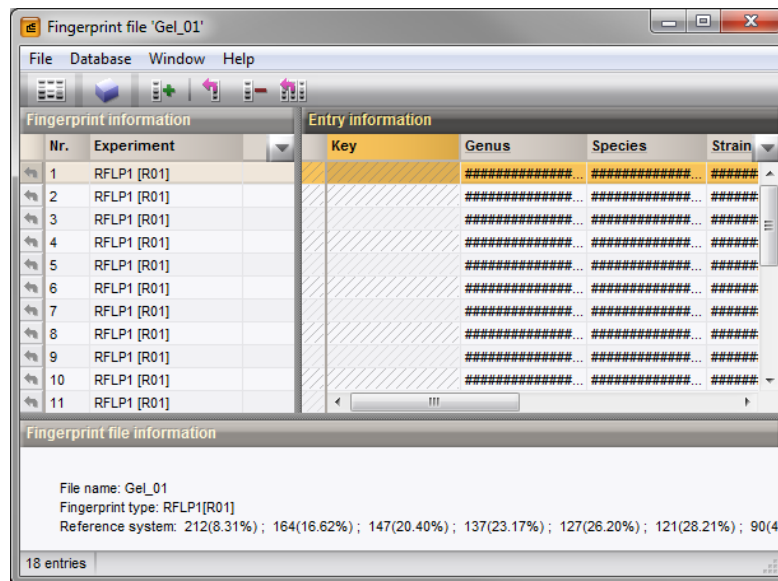 Fingerprint file 'Gel_01'
File Database Window Help
Fingerprint information
Entry information
Nr. Experiment Key Genus Species Strain
1 RFLP1 [R01] ##############... #############... ######
2 RFLP1 [R01] ##############... #############... ######
3 RFLP1 [R01] ##############... #############... ######
4 RFLP1 [R01] ##############... #############... ######
5 RFLP1 [R01] ##############... #############... ######
6 RFLP1 [R01] ##############... #############... ######
7 RFLP1 [R01] ##############... #############... ######
8 RFLP1 [R01] ##############... #############... ######
9 RFLP1 [R01] ##############... #############... ######
10 RFLP1 [R01] ##############... #############... ######
11 RFLP1 [R01]
Fingerprint file information
File name: Gel_01
Fingerprint type: RFLP1[R01]
Reference system: 212(8.31%) ; 164(16.62%) ; 147(20.40%) ; 137(23.17%) ; 127(26.20%) ; 121(28.21%) ; 90(4
18 entries